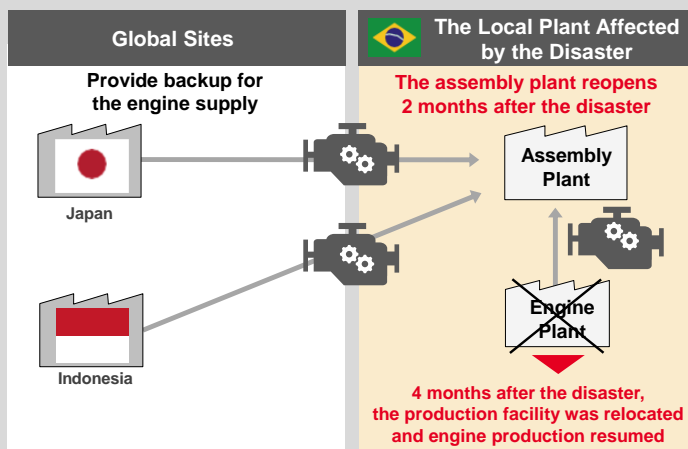 Global Sites
Provide backup for
the engine supply
Japan
Indonesia
The Local Plant Affected
by the Disaster
The assembly plant reopens
2 months after the disaster
Assembly
Plant
Engine
Plant
4 months after the disaster,
the production facility was relocated
and engine production resumed